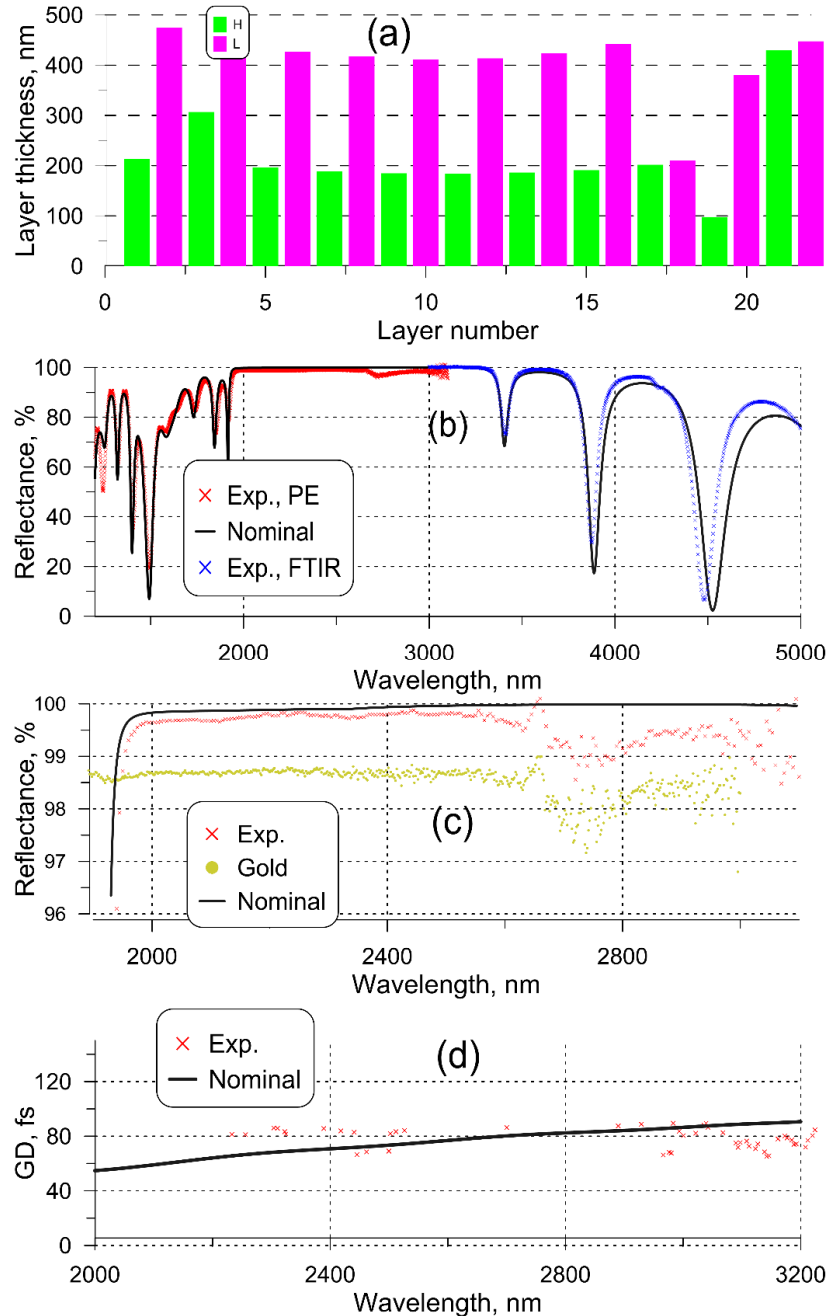 500
400
300
200
100
0
Layer thickness, nm
H
L
(a)
0 5 10 15 20
Layer number
100
80
60
40
20
0
Reflectance, %
(b)
Exp., PE
Nominal
Exp., FTIR
2000 3000 4000 5000
Wavelength, nm
100
99
98
97
96
Reflectance, %
(c)
Exp.
Gold
Nominal
2000 2400 2800
Wavelength, nm
Exp.
Nominal
(d)
120
80
40
0
GD, fs
2000 2400 2800 3200
Wavelength, nm